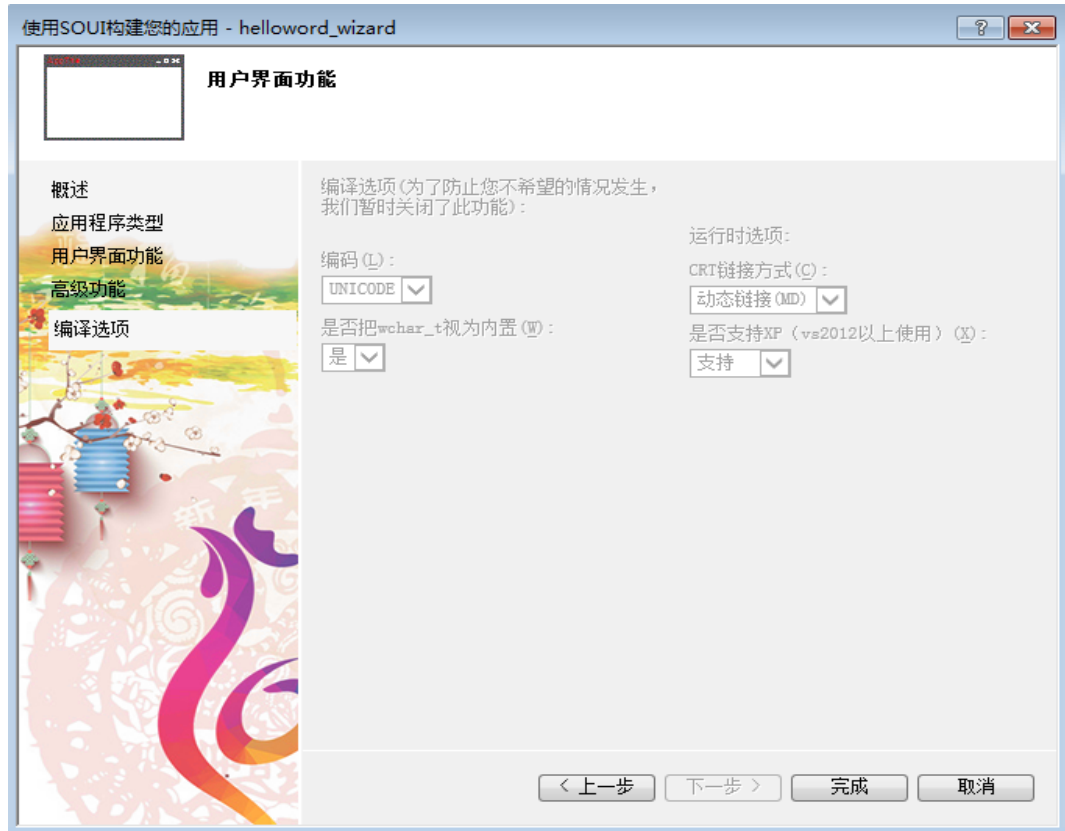 使用SOUI构建您的应用 - helloword_wizard
用户界面功能
概述
应用程序类型
用户界面功能
高级功能
编译选项
新年
编译选项(为了防止您不希望的情况发生，
我们暂时关闭了此功能):
编码(L):
UNICODE
是否把wchar_t视为内置(W):
是
运行时选项:
CRT链接方式(C):
动态链接(MD)
是否支持XP（vs2012以上使用）(X):
支持
< 上一步
下一步 >
完成
取消